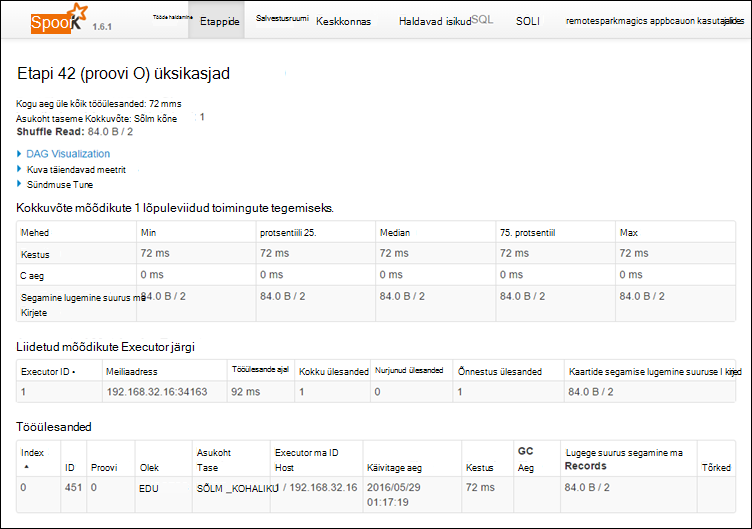 Spook 1.6.1 Tööde haldamine Etappide Salvestusruumi Keskkonnas Haldavad isikud SQL SOLI remotesparkmagics appbcauon kasutajaliides
Etapi 42 (proovi O) üksikasjad
Kogu aeg üle kõik tööülesanded: 72 mms
Asukoht taseme Kokkuvõte: Sõlm kõne 1
Shuffle Read: 84.0 B / 2
DAG Visualization
Kuva täiendavad meetrit
Sündmuse Tune
Kokkuvõte mõõdikute 1 lõpuleviidud toimingute tegemiseks.
Mehed Min protsentiili 25. Median 75. protsentiil Max
Kestus 72 ms 72 ms 72 ms 72 ms 72 ms
C aeg 0 ms 0 ms 0 ms 0 ms 0 ms
Segamine lugemine suurus ma 84.0 B / 2 84.0 B / 2 84.0 B / 2 84.0 B / 2 84.0 B / 2
Kirjete
Liidetud mõõdikute Executor järgi
Executor ID Meiliaadress Tööülesande ajal Kokku ülesanded Nurjunud ülesanded Õnnestus ülesanded Kaartide segamise lugemine suuruse I
1 192.168.32.16:34163 92 ms 1 0 1 84.0 B / 2
Tööülesanded
Index ID Proovi Olek Asukoht Tase Executor ma ID Host Käivitage aeg Kestus GC Aeg Lugege suurus segamine ma Records Tõrked
0 451 0 EDU SÕLM _KOHALIKU / 192.168.32.16 2016/05/29 72 ms 84.0 B / 2
01:17:19